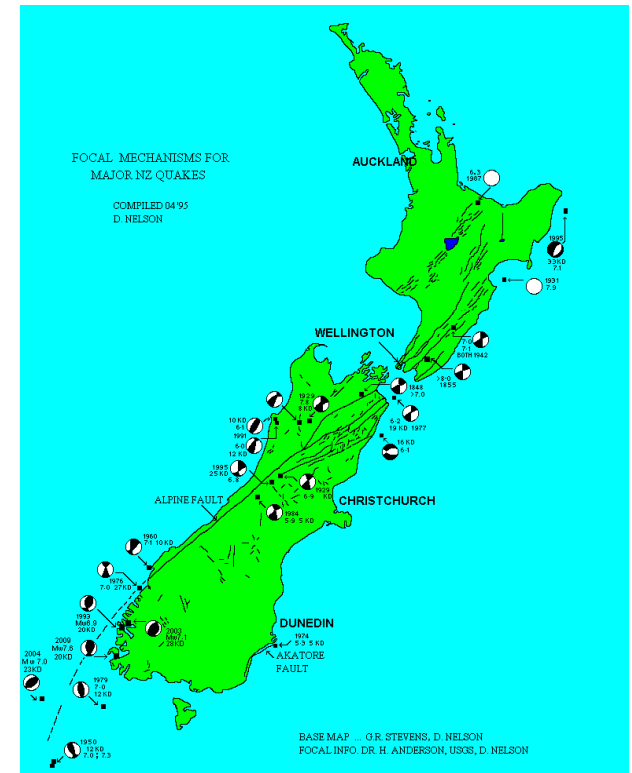 FOCAL MECHANISMS FOR
MAJOR NZ QUAKES
COMPILED 04'95
D. NELSON
AUCKLAND
6.3
1987
1995
33KD
7.1
1931
7.9
WELLINGTON
7-0
7-1
BOTH 1942
>8-0
1855
1848
>7.0
6-2
19 KD 1977
16 KD
6-1
1929
7.8
8 KD
10 KD
6-1
1991
6-0
12 KD
1995
25 KD
6.8
1929
6-9 KD
CHRISTCHURCH
ALPINE FAULT
1984
5-9 5 KD
1960
7-1 10 KD
1976
7-0 27KD
1993
Mw6.9
20KD
2003
Mw7.1
28KD
2009
Mw7.6
20KD
2004
Mw 7.0
23KD
1979
7-0
12 KD
1950
12 KD
7.0 ; 7.3
DUNEDIN
1974
5-3 5 KD
AKATORE
FAULT
BASE MAP ... G.R. STEVENS, D. NELSON
FOCAL INFO. DR. H. ANDERSON, USGS, D. NELSON